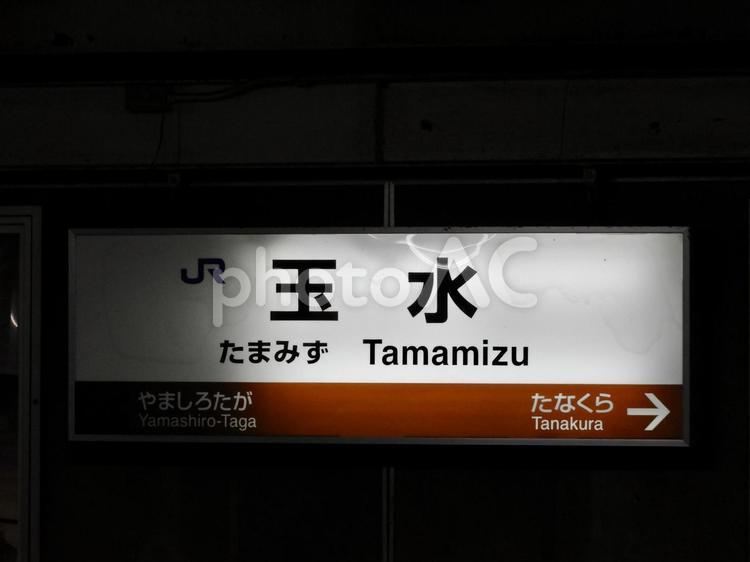 JR 玉水
たまみず Tamamizu
やましろたが たなくら →
Yamashiro-Taga Tanakura
photoAC